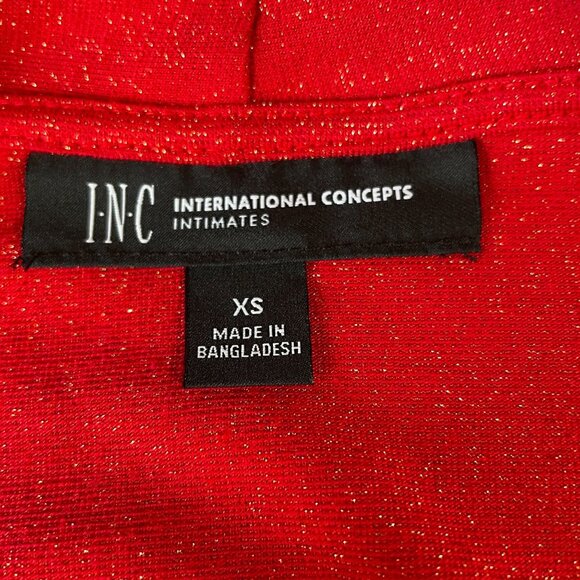 I·N·C INTERNATIONAL CONCEPTS
INTIMATES
XS
MADE IN
BANGLADESH